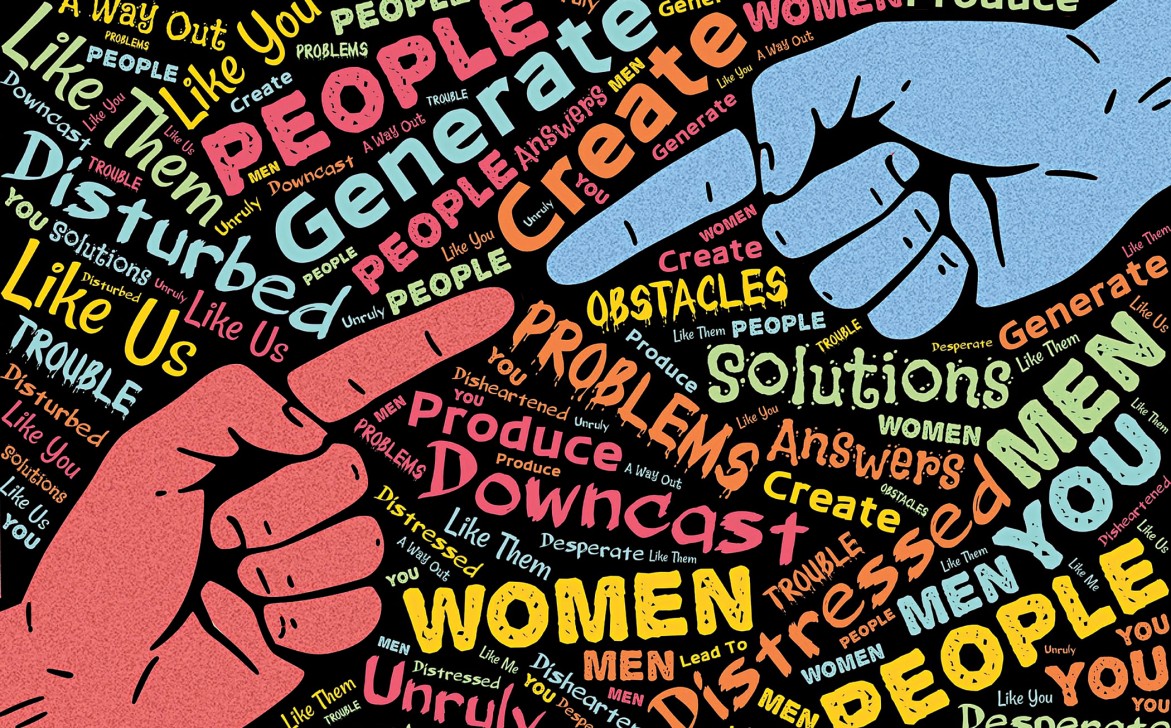 A Way Out
PROBLEMS
PEOPLE
Like You
PEOPLE
PROBLEMS
Create
Like
Them
Downcast
Like You
Like Us
TROUBLE
PEOPLE
MEN
Downcast
A Way Out
TROUBLE
Generate
MEN
Answers
Create
WOMEN
Produce
A Way Out
Like You
Generate
YOU
Unruly
Disturbed
Unruly
PEOPLE
PEOPLE
Like You
YOU
Solutions
Disturbed
Unruly
Like Us
Like Us
Unruly
PEOPLE
TROUBLE
Disturbed
Like You
Solutions
Like Us
YOU
WOMEN
Create
OBSTACLES
Like Them
PEOPLE
TROUBLE
Produce
PROBLEMS
Solutions
Desperate
Like Them
Generate
Like Them
Like Us
YOU
Disheartened
YOU
Unruly
MEN
Produce
PROBLEMS
Produce
A Way Out
Downcast
Like You
Answers
WOMEN
MEN
Like Them
Create
OBSTACLES
YOU
Disheartened
Distressed
Like Them
A Way Out
Desperate
Like Them
TROUBLE
Distressed
Like Them
MEN
Like Me
Like Us
PEOPLE
YOU
WOMEN
PEOPLE
WOMEN
MEN
Like Me
Distressed
Unruly
YOU
MEN
Lead To
MEN
MEN
YOU
Unruly
YOU
YOU
Like You
Like Them
TROUBLE